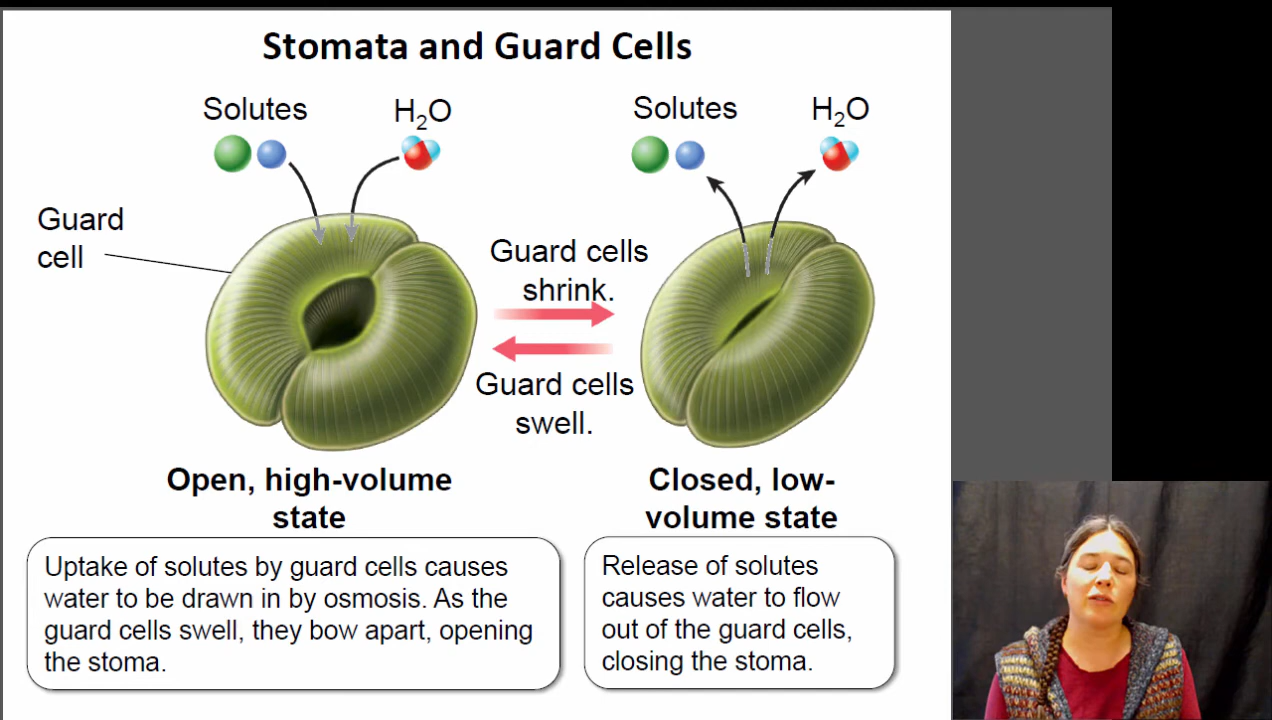 Stomata and Guard Cells
Solutes
H₂O
Solutes
H₂O
Guard
cell
Guard cells
shrink.
Guard cells
swell.
Open, high-volume
state
Closed, low-
volume state
Uptake of solutes by guard cells causes
water to be drawn in by osmosis. As the
guard cells swell, they bow apart, opening
the stoma.
Release of solutes
causes water to flow
out of the guard cells,
closing the stoma.